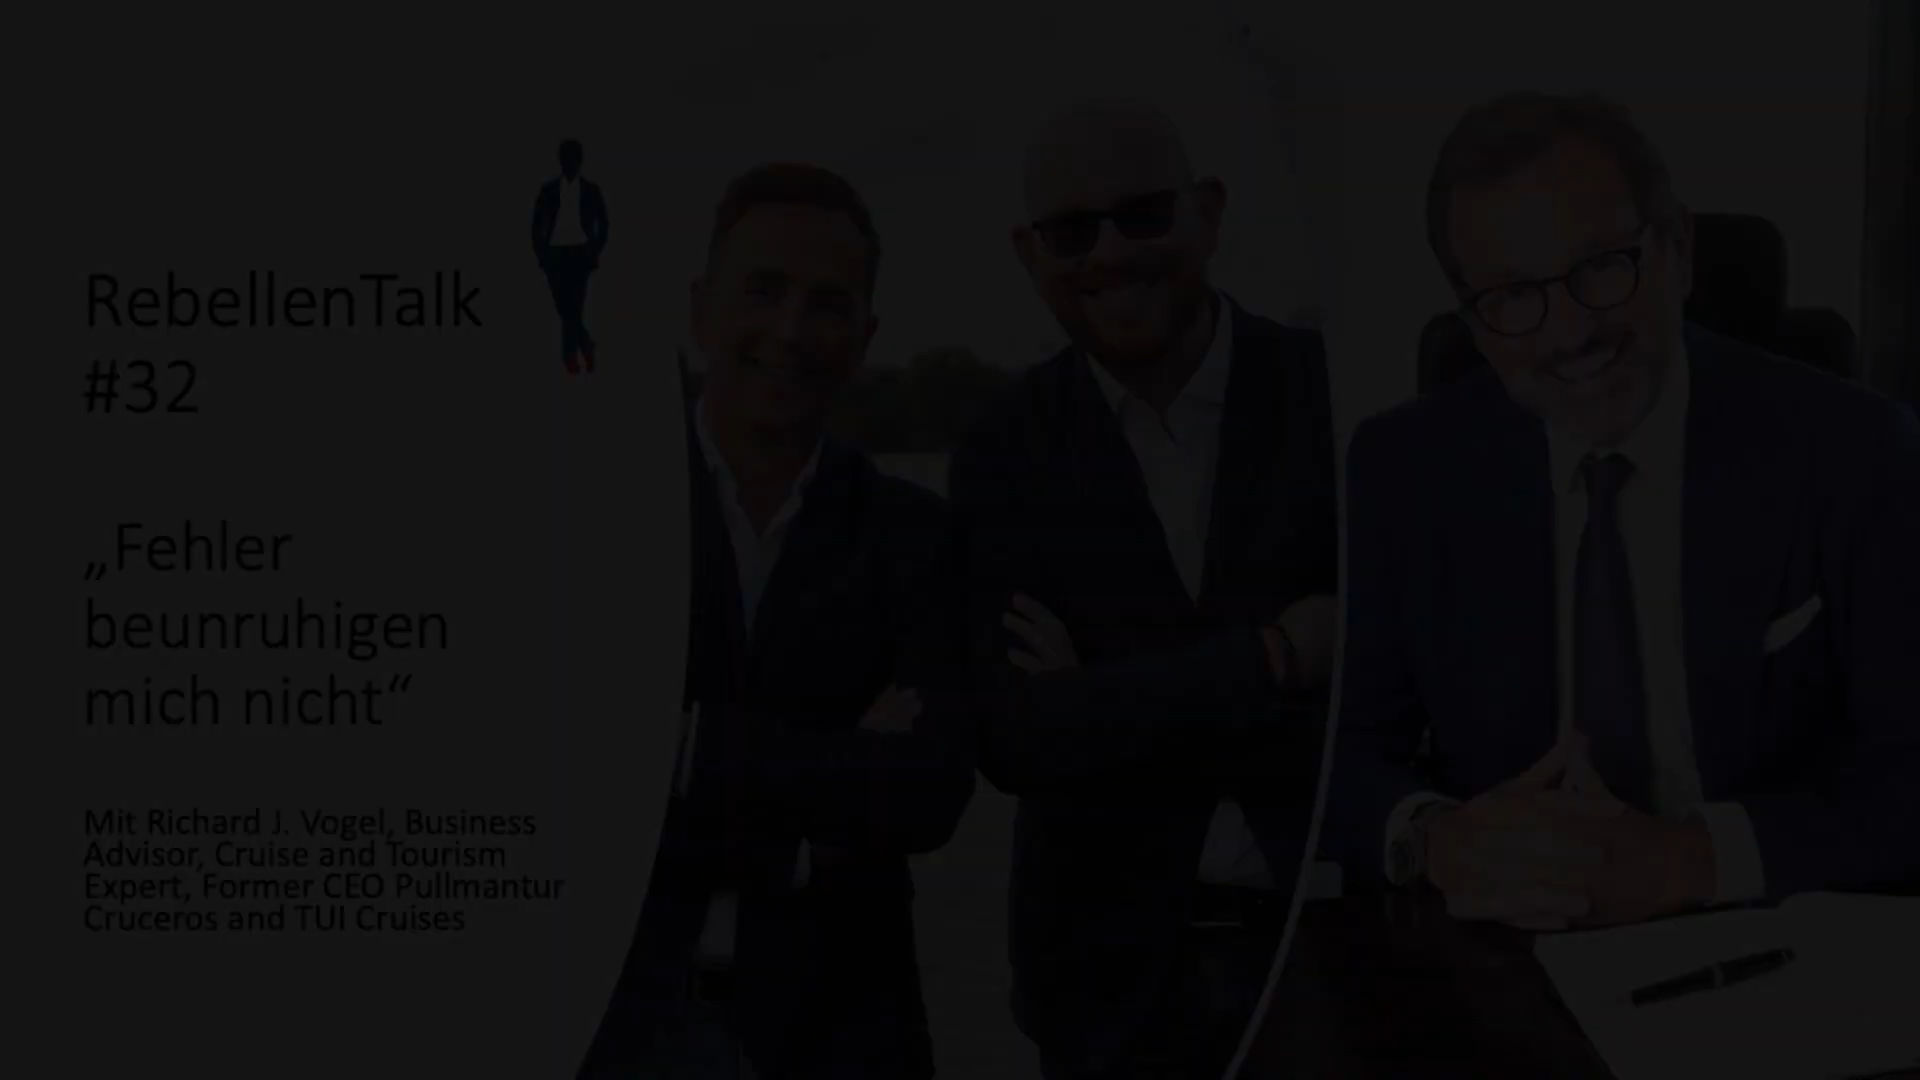 RebellenTalk
#32
„Fehler
beunruhigen
mich nicht“
Mit Richard J. Vogel, Business
Advisor, Cruise and Tourism
Expert, Former CEO Pullmantur
Cruceros and TUI Cruises